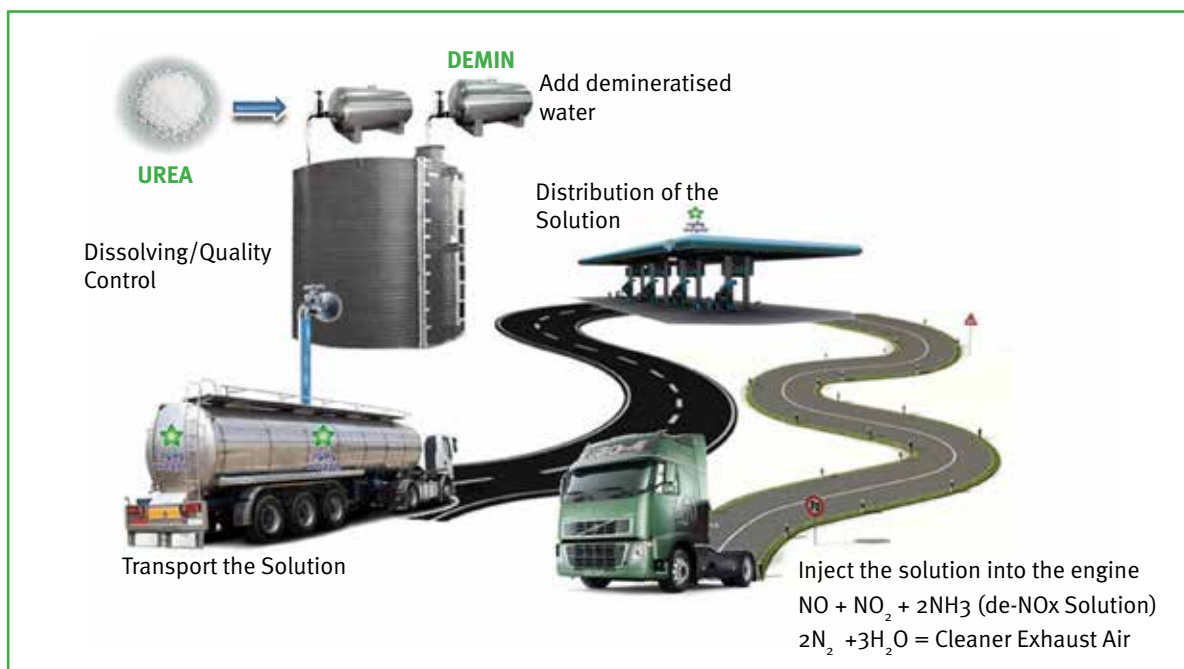 DEMIN
Add demineratised
water
UREA
Distribution of the
Solution
Dissolving/Quality
Control
Transport the Solution
Inject the solution into the engine
NO + NO₂ + 2NH3 (de-NOx Solution)
2N₂ +3H₂O = Cleaner Exhaust Air